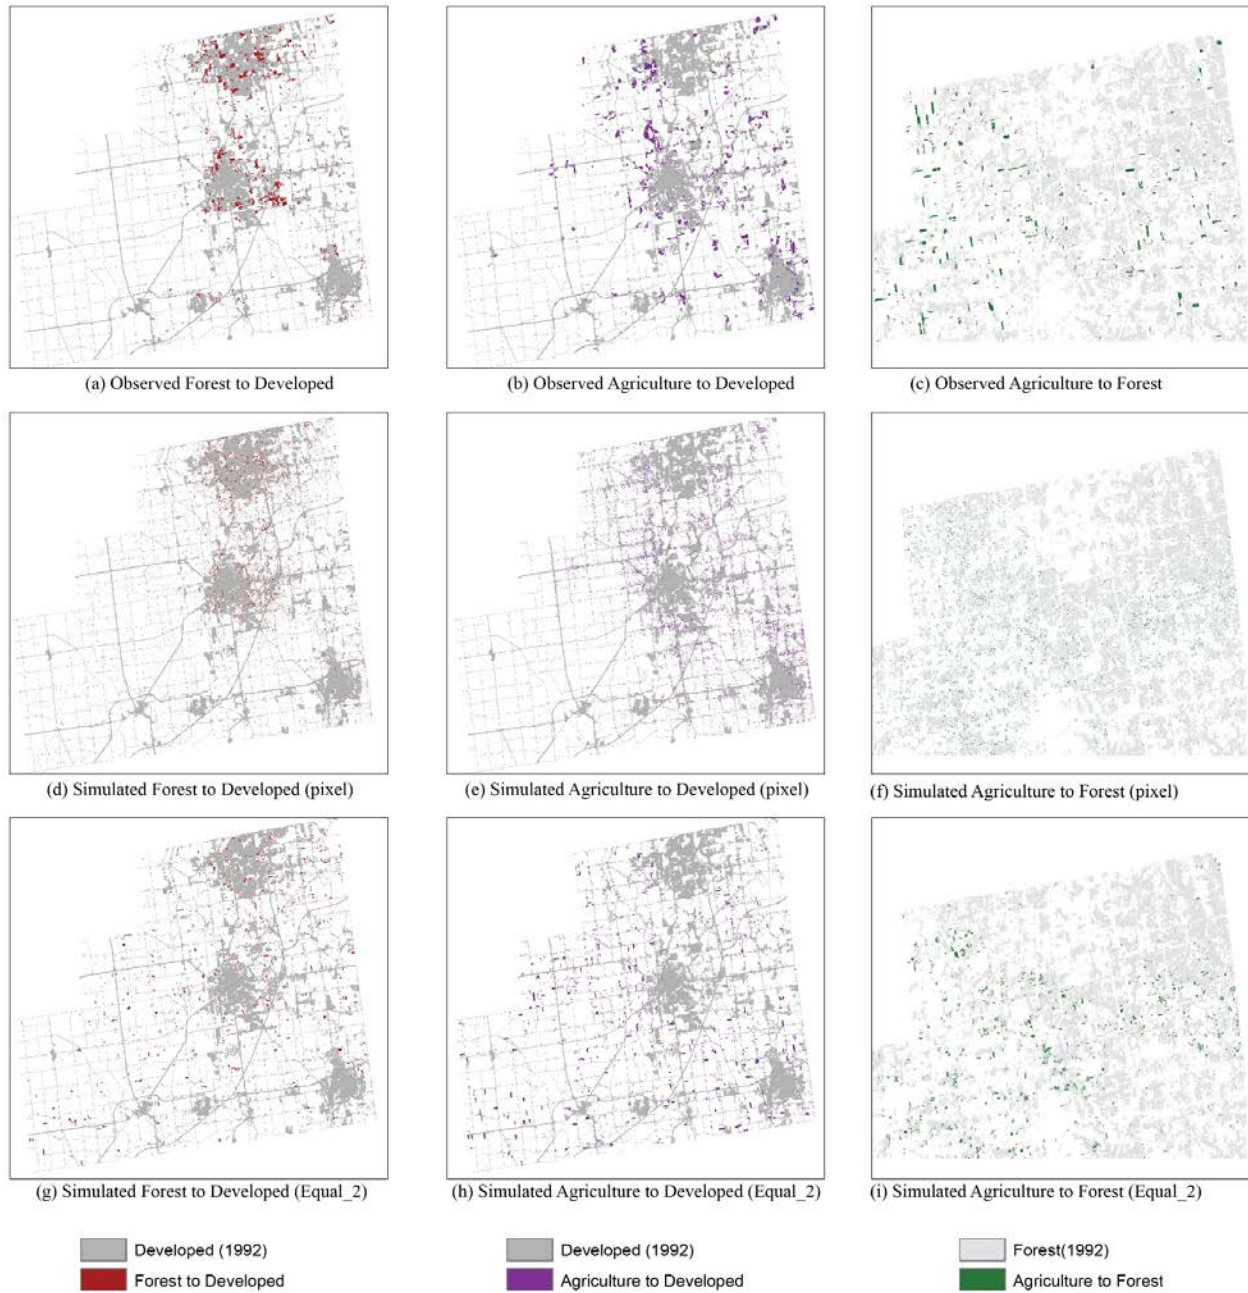 (a) Observed Forest to Developed
(b) Observed Agriculture to Developed
(c) Observed Agriculture to Forest
(d) Simulated Forest to Developed (pixel)
(e) Simulated Agriculture to Developed (pixel)
(f) Simulated Agriculture to Forest (pixel)
(g) Simulated Forest to Developed (Equal_2)
(h) Simulated Agriculture to Developed (Equal_2)
(i) Simulated Agriculture to Forest (Equal_2)
Developed (1992)
Developed (1992)
Forest(1992)
Forest to Developed
Agriculture to Developed
Agriculture to Forest